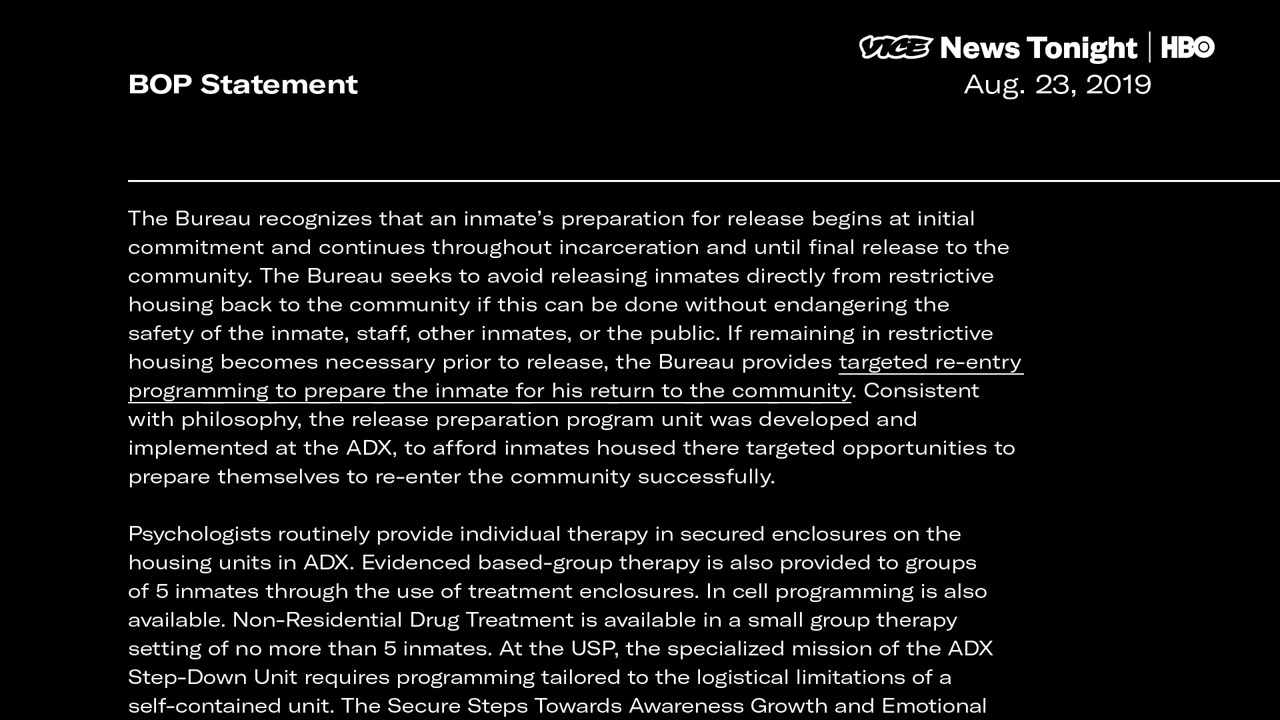 VICE News Tonight | HBO
BOP Statement
Aug. 23, 2019
The Bureau recognizes that an inmate’s preparation for release begins at initial
commitment and continues throughout incarceration and until final release to the
community. The Bureau seeks to avoid releasing inmates directly from restrictive
housing back to the community if this can be done without endangering the
safety of the inmate, staff, other inmates, or the public. If remaining in restrictive
housing becomes necessary prior to release, the Bureau provides targeted re-entry
programming to prepare the inmate for his return to the community. Consistent
with philosophy, the release preparation program unit was developed and
implemented at the ADX, to afford inmates housed there targeted opportunities to
prepare themselves to re-enter the community successfully.
Psychologists routinely provide individual therapy in secured enclosures on the
housing units in ADX. Evidenced based-group therapy is also provided to groups
of 5 inmates through the use of treatment enclosures. In cell programming is also
available. Non-Residential Drug Treatment is available in a small group therapy
setting of no more than 5 inmates. At the USP, the specialized mission of the ADX
Step-Down Unit requires programming tailored to the logistical limitations of a
self-contained unit. The Secure Steps Towards Awareness Growth and Emotional